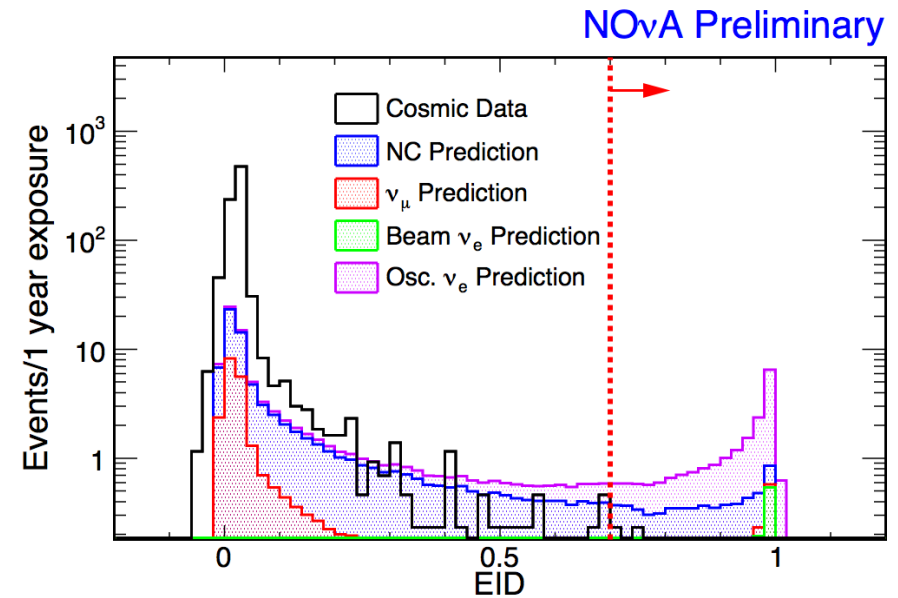 NOνA Preliminary
Events/1 year exposure
10³
10²
10
1
Cosmic Data
NC Prediction
νμ Prediction
Beam νe Prediction
Osc. νe Prediction
0
0.5
1
EID